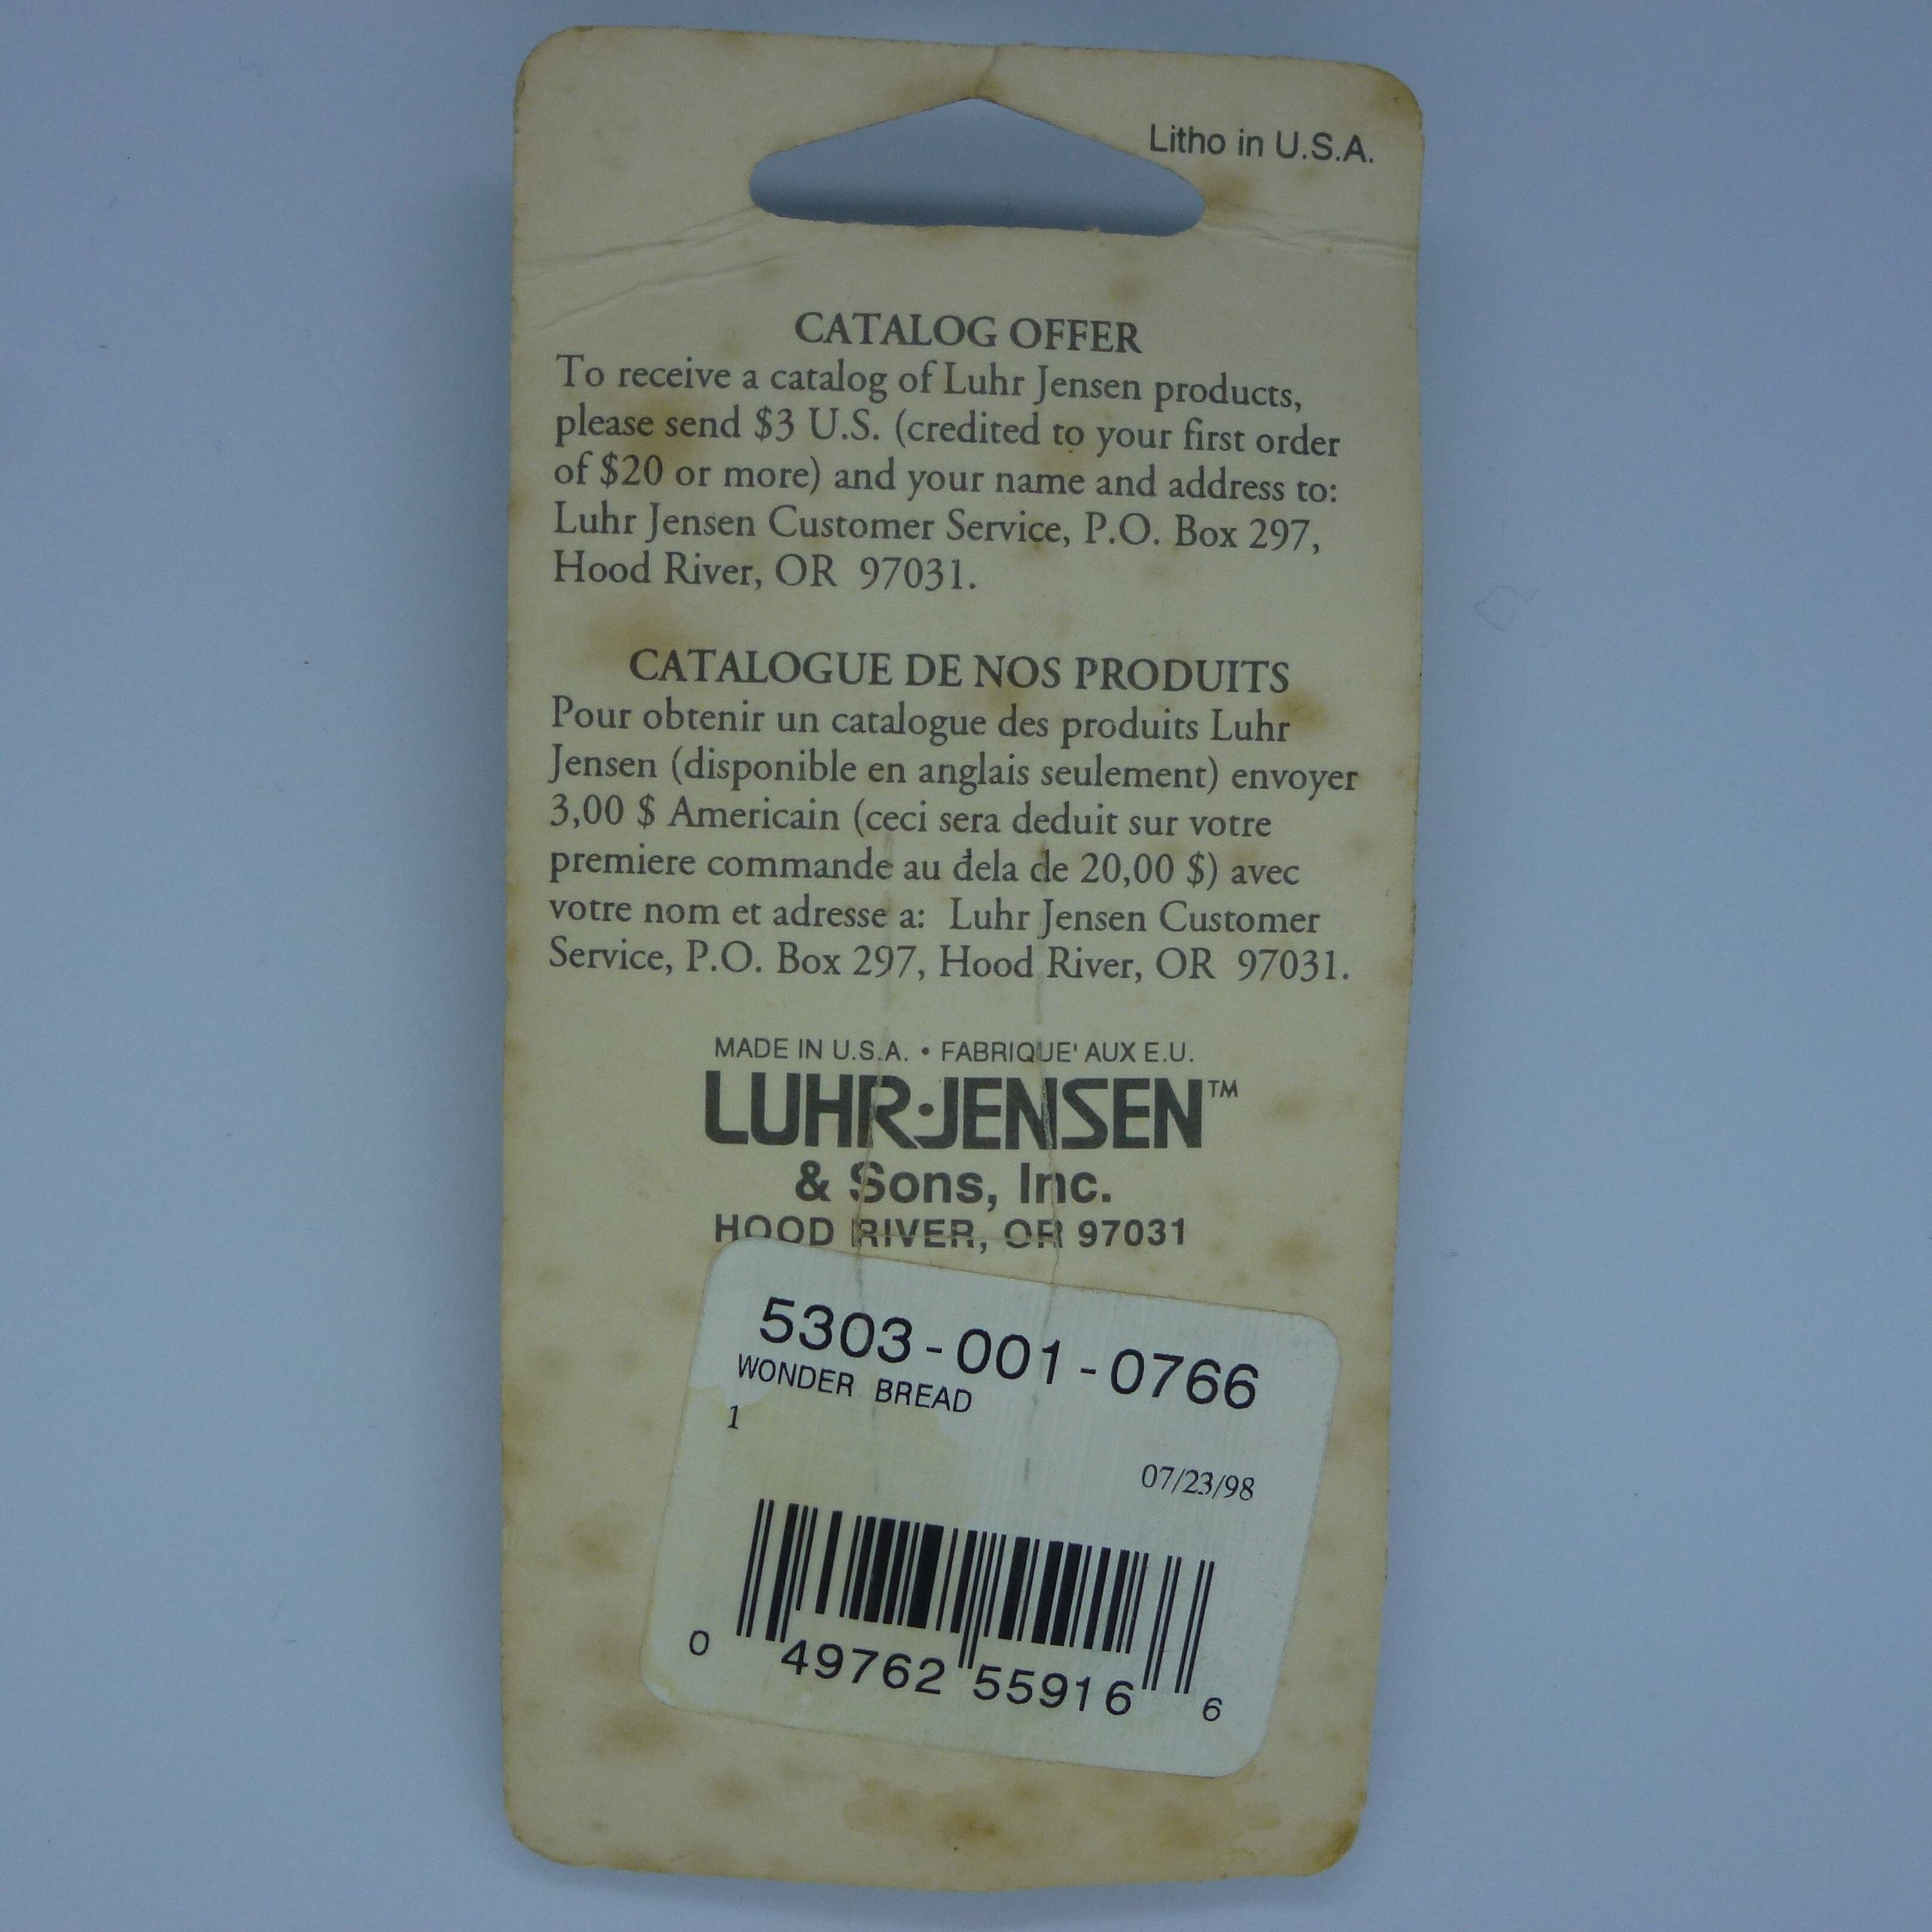 Litho in U.S.A.
CATALOG OFFER
To receive a catalog of Luhr Jensen products,
please send $3 U.S. (credited to your first order
of $20 or more) and your name and address to:
Luhr Jensen Customer Service, P.O. Box 297,
Hood River, OR 97031.
CATALOGUE DE NOS PRODUITS
Pour obtenir un catalogue des produits Luhr
Jensen (disponible en anglais seulement) envoyer
3,00 $ Americain (ceci sera deduit sur votre
premiere commande au dela de 20,00 $) avec
votre nom et adresse a: Luhr Jensen Customer
Service, P.O. Box 297, Hood River, OR 97031.
MADE IN U.S.A. • FABRIQUE' AUX E.U.
LUHR·JENSEN™
& Sons, Inc.
HOOD RIVER, OR 97031
5303-001-0766
WONDER BREAD
1
07/23/98
0 49762 55916 6